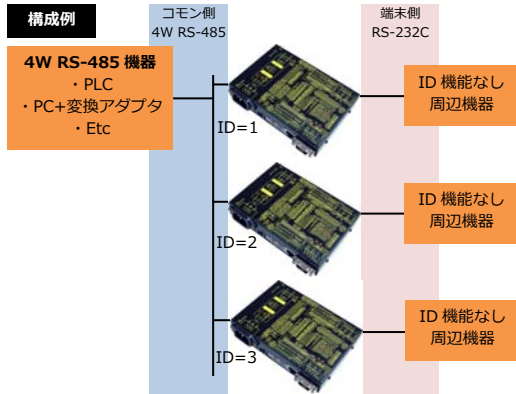 構成例
コモン側
4W RS-485
端末側
RS-232C
4W RS-485 機器
・PLC
・PC+変換アダプタ
・Etc
ID=1
ID 機能なし
周辺機器
ID=2
ID 機能なし
周辺機器
ID=3
ID 機能なし
周辺機器